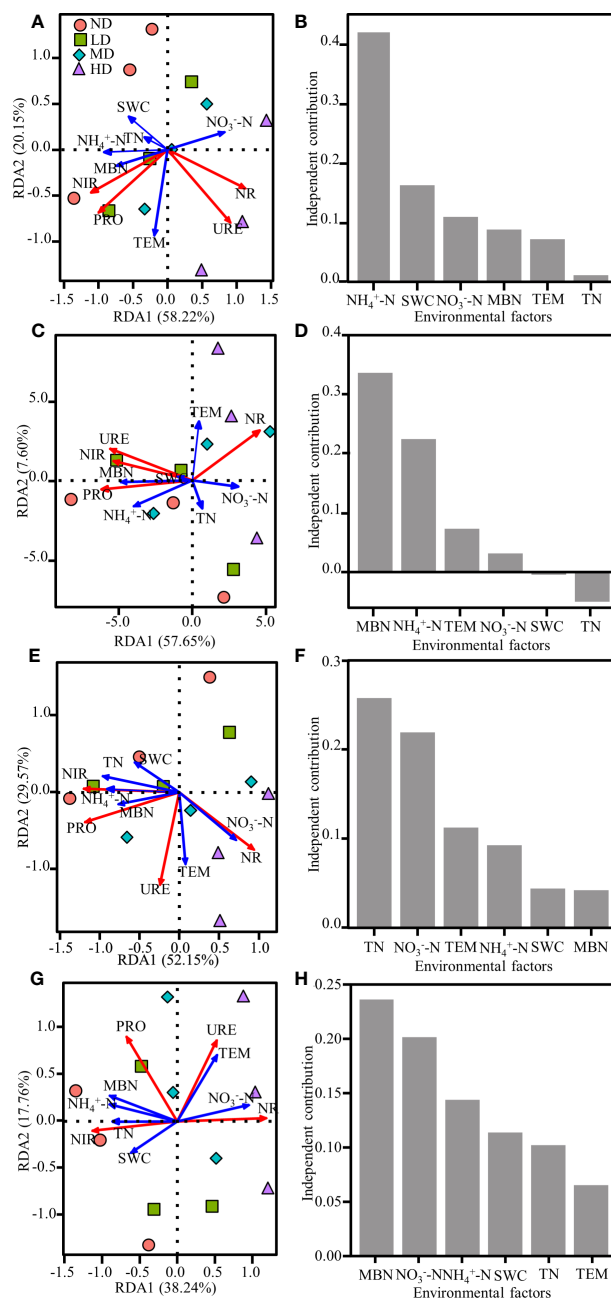 A
ND
LD
MD
HD
1.0
0.5
0.0
-0.5
-1.0
RDA2 (20.15%)
SWC
NO₃⁻-N
NH₄⁺-N
TN
MBN
NIR
PRO
NR
URE
TEM
-1.5 -1.0 -0.5 0.0 0.5 1.0 1.5
RDA1 (58.22%)
B
0.4
0.3
0.2
0.1
0.0
Independent contribution
NH₄⁺-N SWC NO₃⁻-N MBN TEM TN
Environmental factors
C
5.0
0.0
-5.0
RDA2 (7.60%)
TEM
NR
URE
NIR
MBN
SWC
PRO
NO₃⁻-N
NH₄⁺-N
TN
-5.0 0.0 5.0
RDA1 (57.65%)
D
0.4
0.3
0.2
0.1
0.0
Independent contribution
MBN NH₄⁺-N TEM NO₃⁻-N SWC TN
Environmental factors
E
1.0
0.0
-1.0
RDA2 (29.57%)
TN
SWC
NIR
NH₄⁺-N
MBN
PRO
NO₃⁻-N
NR
TEM
URE
-1.5 -1.0 -0.5 0.0 0.5 1.0
RDA1 (52.15%)
F
0.3
0.2
0.1
0.0
Independent contribution
TN NO₃⁻-N TEM NH₄⁺-N SWC MBN
Environmental factors
G
1.0
0.5
0.0
-0.5
-1.0
RDA2 (17.76%)
PRO
URE
TEM
MBN
NH₄⁺-N
NO₃⁻-N
NR
TN
NIR
SWC
-1.0 0.0 1.0
RDA1 (38.24%)
H
0.25
0.20
0.15
0.10
0.05
0.00
Independent contribution
MBN NO₃⁻-N NH₄⁺-N SWC TN TEM
Environmental factors